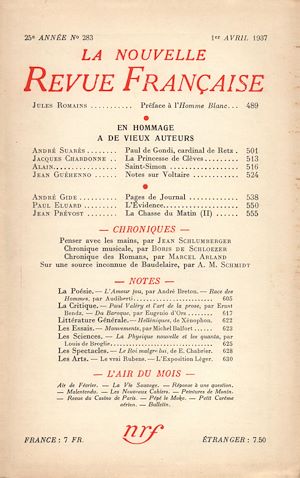 25e ANNÉE No 283 1er AVRIL 1937
LA NOUVELLE
REVUE FRANÇAISE
JULES ROMAINS ........... Préface à l'Homme Blanc... 489
EN HOMMAGE
A DE VIEUX AUTEURS
ANDRÉ SUARÈS ........ Paul de Gondi, cardinal de Retz . 501
JACQUES CHARDONNE .. La Princesse de Clèves........ 513
ALAIN................. Saint-Simon ................. 516
JEAN GUÉHENNO ...... Notes sur Voltaire ........... 524
ANDRÉ GIDE .......... Pages de Journal ............ 538
PAUL ELUARD ......... L'Évidence................. 550
JEAN PRÉVOST ........ La Chasse du Matin (II) ...... 555
— CHRONIQUES —
Penser avec les mains, par JEAN SCHLUMBERGER
Chronique musicale, par BORIS DE SCHLOEZER
Chronique des Romans, par MARCEL ARLAND
Sur une source inconnue de Baudelaire, par A. M. SCHMIDT
— NOTES —
La Poésie. — L'Amour fou, par André Breton. — Race des
Hommes, par Audiberti.................... 605
La Critique. — Paul Valéry et l'art de la prose, par Ernst
Bendz. — Du Baroque, par Eugenio d'Ors....... 617
Littérature Générale. — Helléniques, de Xénophon. 622
Les Essais. — Mouvements, par Michel Balfort .... 623
Les Sciences. — La Physique nouvelle et les quanta, par
Louis de Broglie......................... 625
Les Spectacles. — Le Roi malgré lui, de E. Chabrier. 628
Les Arts. — Le vrai Rubens. — L'Exposition Léger. 630
— L'AIR DU MOIS —
Air de Février. — La Vie Sauvage. — Réponse à une question.
— Malentendu. — Les Nouveaux Cahiers. — Peintures de Monin.
— Revue du Casino de Paris. — Pépé le Moko. — Petit Carême
aérien. — Bulletin.
FRANCE : 7 FR. nrf ÉTRANGER : 7.50